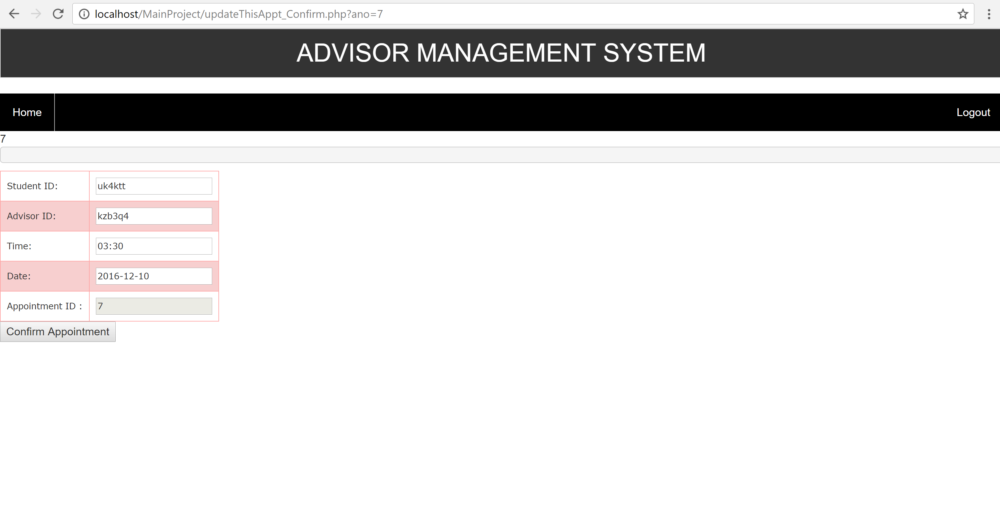 localhost/MainProject/updateThisAppt_Confirm.php?ano=7
ADVISOR MANAGEMENT SYSTEM
Home Logout
7
Student ID: uk4ktt
Advisor ID: kzb3q4
Time: 03:30
Date: 2016-12-10
Appointment ID : 7
Confirm Appointment